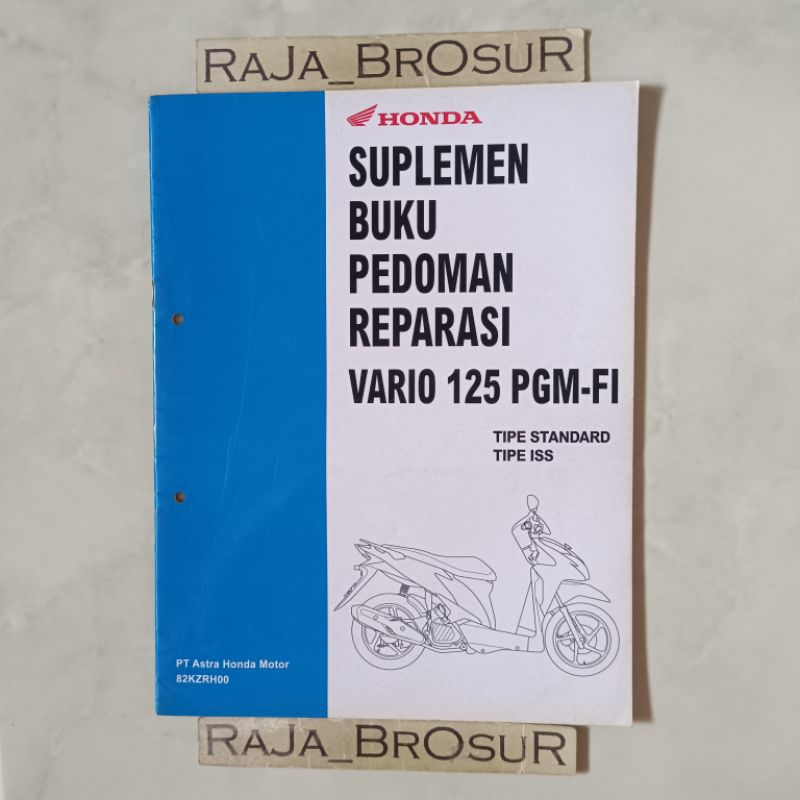 RAJA_BROSUR
HONDA
SUPLEMEN
BUKU
PEDOMAN
REPARASI
VARIO 125 PGM-FI
TIPE STANDARD
TIPE ISS
PT Astra Honda Motor
82KZRH00
RAJA_BROSUR